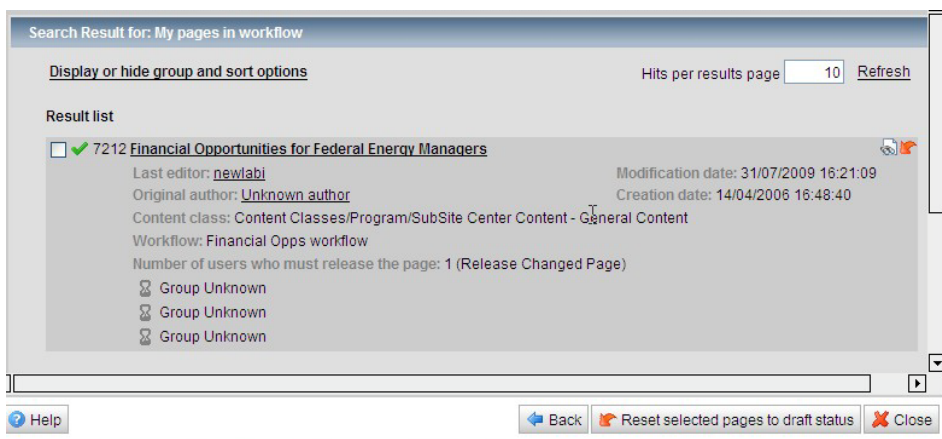 Search Result for: My pages in workflow
Display or hide group and sort options Hits per results page 10 Refresh
Result list
7212 Financial Opportunities for Federal Energy Managers
Last editor: newlabi Modification date: 31/07/2009 16:21:09
Original author: Unknown author Creation date: 14/04/2006 16:48:40
Content class: Content Classes/Program/SubSite Center Content - General Content
Workflow: Financial Opps workflow
Number of users who must release the page: 1 (Release Changed Page)
Group Unknown
Group Unknown
Group Unknown
Help Back Reset selected pages to draft status Close